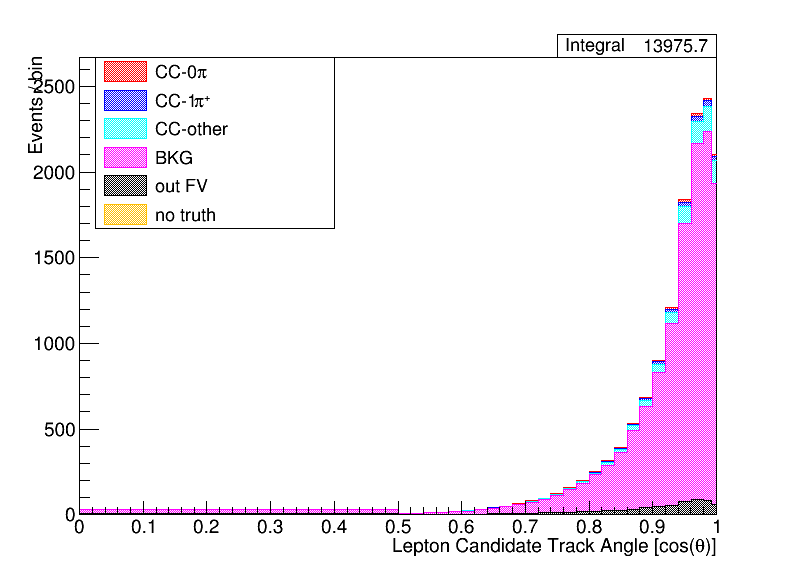 Integral 13975.7
Events / bin
CC-0π
CC-1π⁺
CC-other
BKG
out FV
no truth
2500
2000
1500
1000
500
0
0 0.1 0.2 0.3 0.4 0.5 0.6 0.7 0.8 0.9 1
Lepton Candidate Track Angle [cos(θ)]